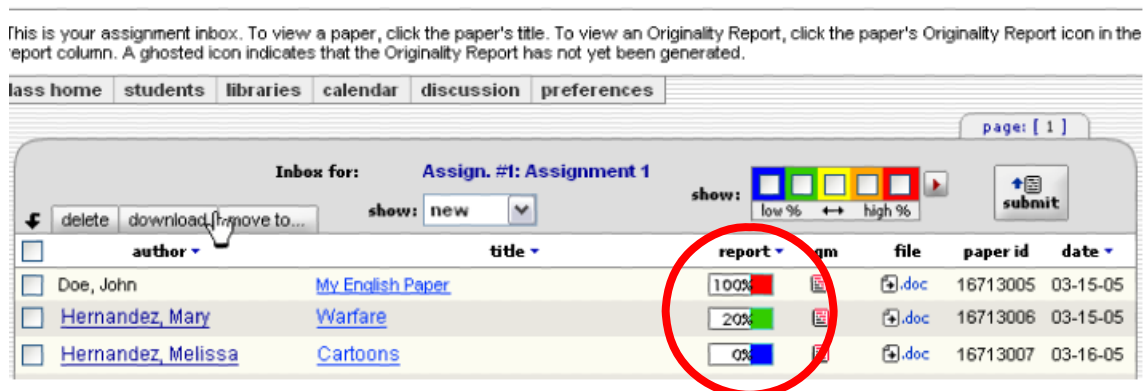 This is your assignment inbox. To view a paper, click the paper's title. To view an Originality Report, click the paper's Originality Report icon in the
report column. A ghosted icon indicates that the Originality Report has not yet been generated.
lass home students libraries calendar discussion preferences
page: [ 1 ]
Inbox for: Assign. #1: Assignment 1
show: low % ↔ high % submit
delete download move to... show: new
author title report gm file paper id date
Doe, John My English Paper 100% .doc 16713005 03-15-05
Hernandez, Mary Warfare 20% .doc 16713006 03-15-05
Hernandez, Melissa Cartoons 0% .doc 16713007 03-16-05